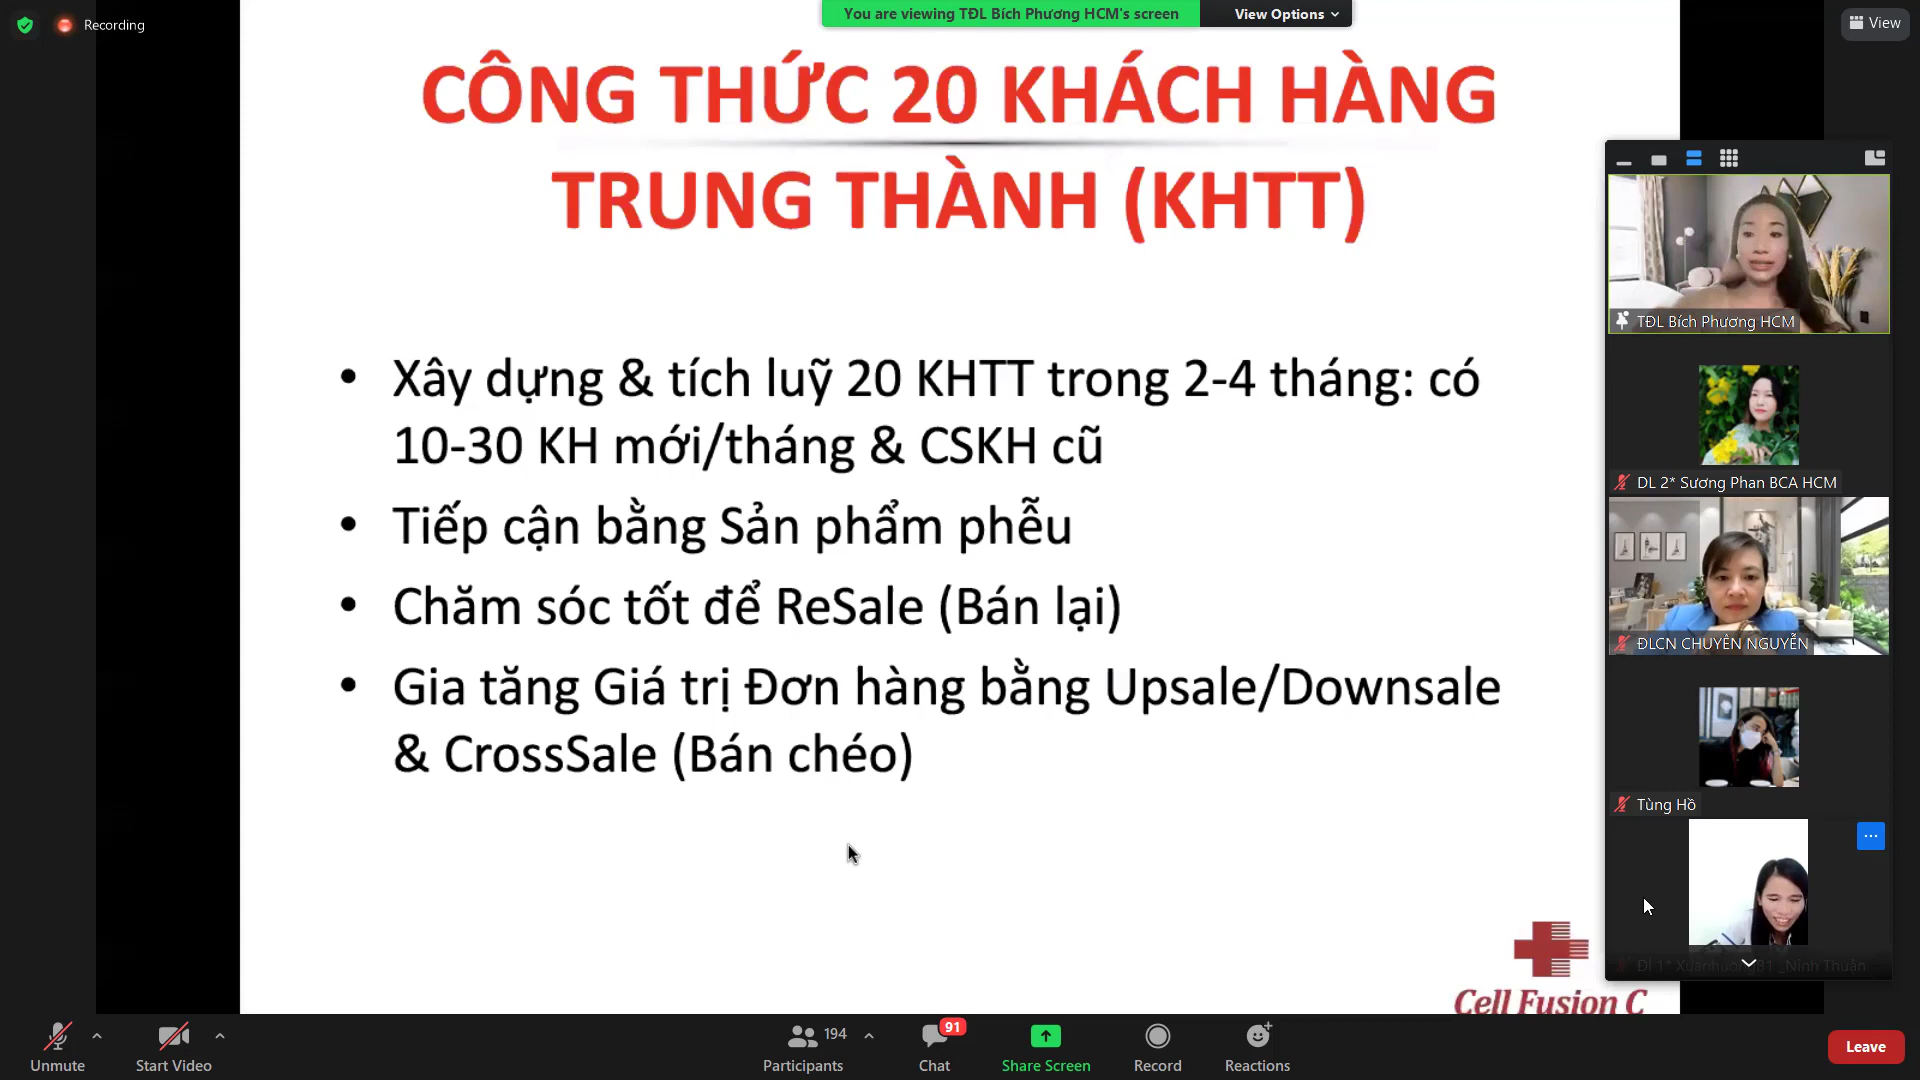 Recording
You are viewing TĐL Bích Phương HCM's screen
View Options
View
CÔNG THỨC 20 KHÁCH HÀNG
TRUNG THÀNH (KHTT)
• Xây dựng & tích luỹ 20 KHTT trong 2-4 tháng: có
10-30 KH mới/tháng & CSKH cũ
• Tiếp cận bằng Sản phẩm phễu
• Chăm sóc tốt để ReSale (Bán lại)
• Gia tăng Giá trị Đơn hàng bằng Upsale/Downsale
& CrossSale (Bán chéo)
Cell Fusion C
TĐL Bích Phương HCM
DL 2* Sương Phan BCA HCM
ĐLCN CHUYÊN NGUYỄN
Tùng Hồ
Ninh Thuận
Unmute
Start Video
194
Participants
91
Chat
Share Screen
Record
Reactions
Leave